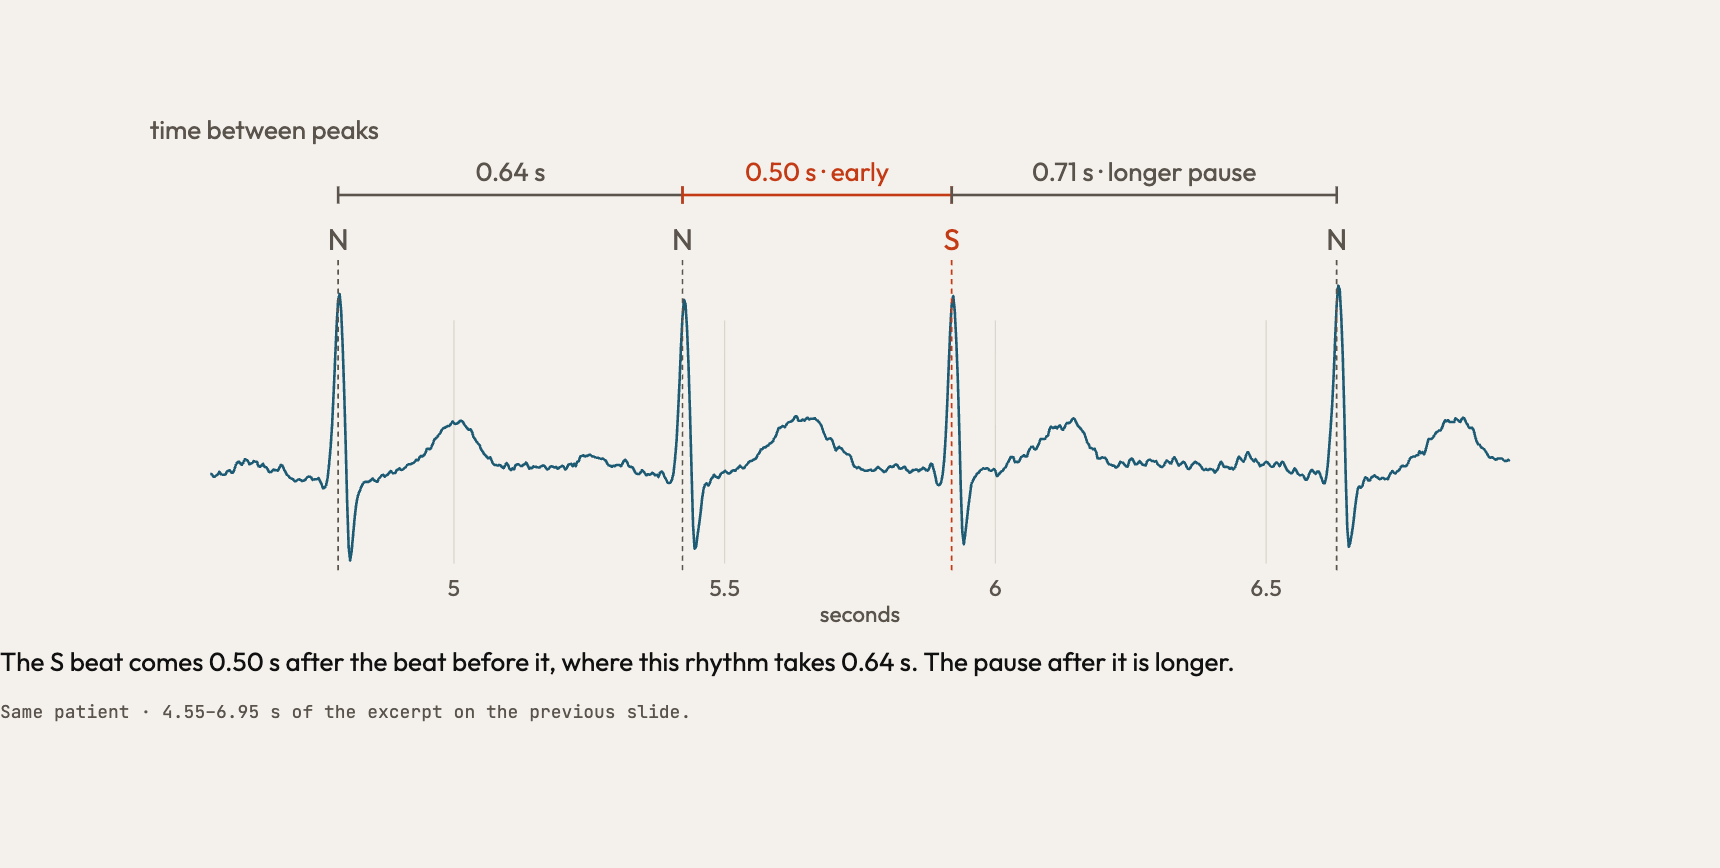 time between peaks
0.64 s
0.50 s · early
0.71 s · longer pause
N
N
S
N
5
5.5
6
6.5
seconds
The S beat comes 0.50 s after the beat before it, where this rhythm takes 0.64 s. The pause after it is longer.
Same patient · 4.55–6.95 s of the excerpt on the previous slide.